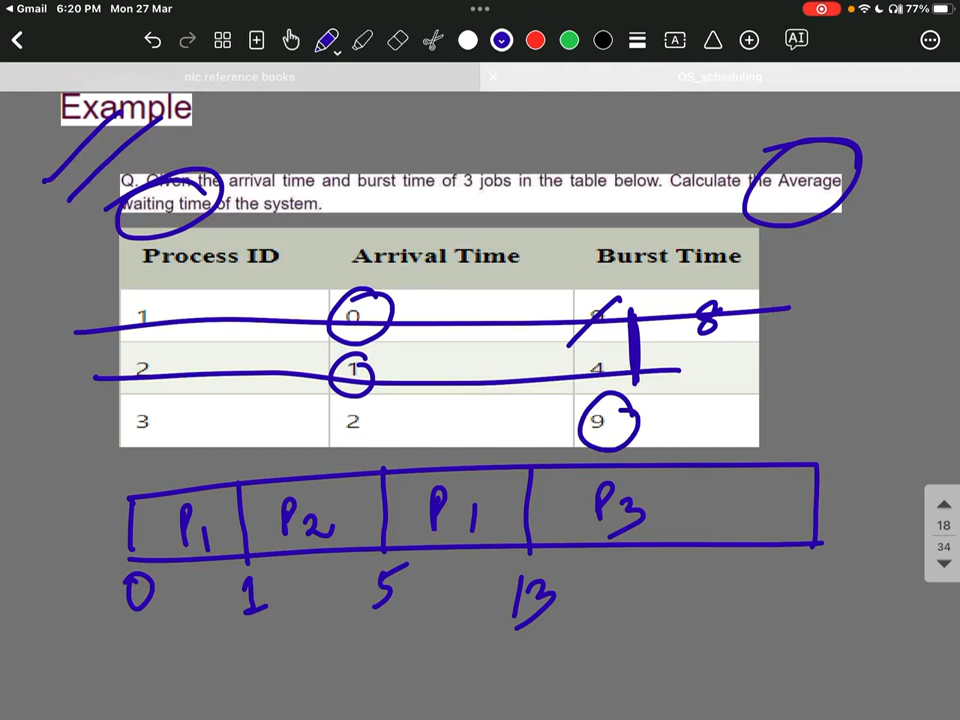 Gmail 6:20 PM Mon 27 Mar 77%
nic reference books OS_scheduling
Example
Q. Given the arrival time and burst time of 3 jobs in the table below. Calculate the Average
waiting time of the system.
Process ID Arrival Time Burst Time
1 0 8
2 1 4
3 2 9
P1 P2 P1 P3
0 1 5 13
18
34